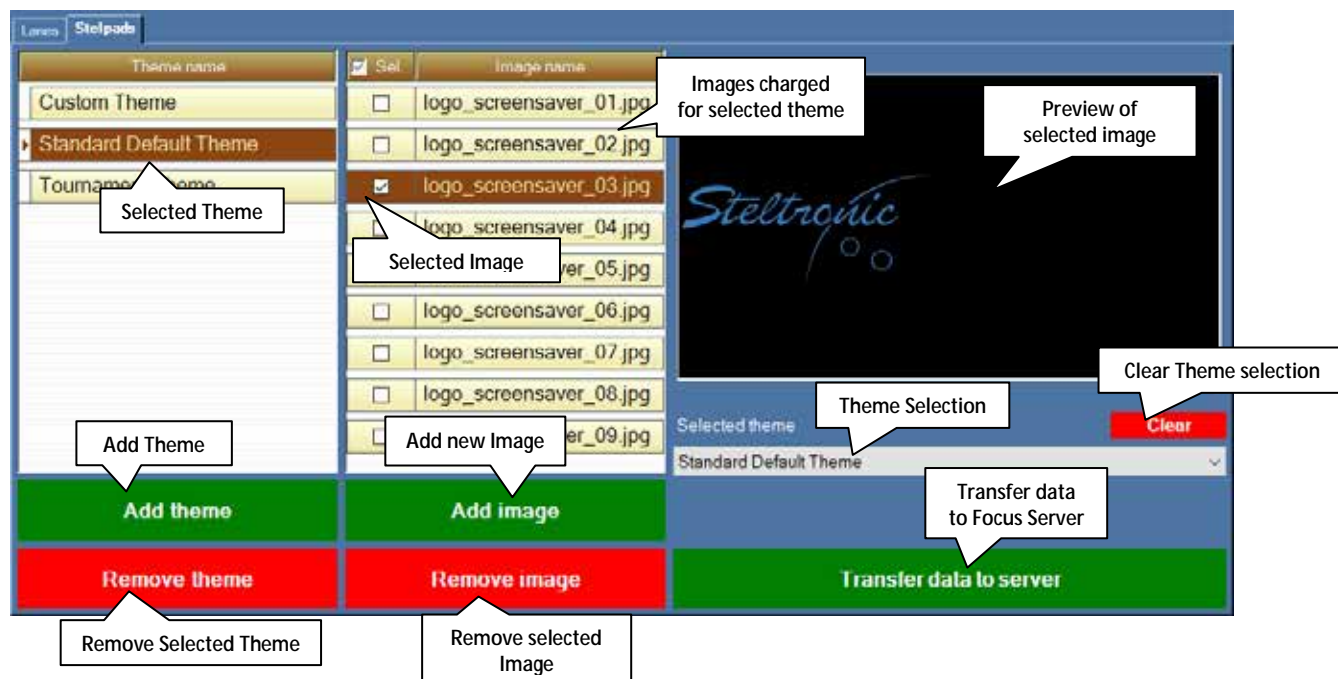 Lanes Stelpads
Theme name
Custom Theme
Standard Default Theme
Selected Theme
Sel. Image name
logo_screensaver_01.jpg
logo_screensaver_02.jpg
logo_screensaver_03.jpg
logo_screensaver_04.jpg
er_05.jpg
logo_screensaver_06.jpg
logo_screensaver_07.jpg
logo_screensaver_08.jpg
er_09.jpg
Images charged
for selected theme
Selected Image
Preview of
selected image
Steltronic
Clear Theme selection
Theme Selection
Selected theme
Clear
Standard Default Theme
Add Theme
Add new Image
Transfer data
to Focus Server
Add theme
Add image
Remove theme
Remove image
Transfer data to server
Remove Selected Theme
Remove selected
Image